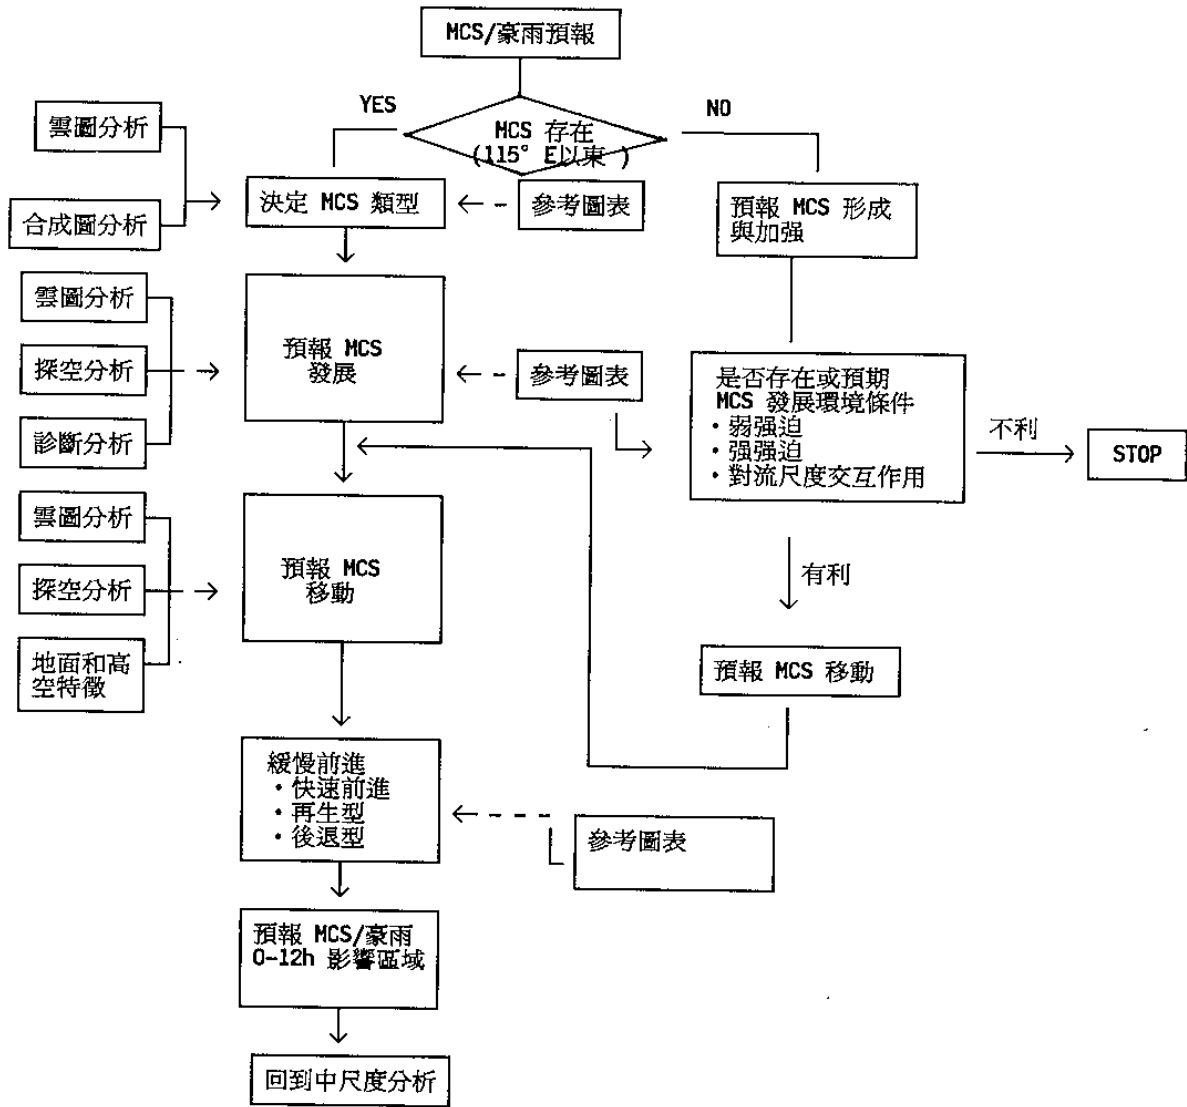 MCS/豪雨預報
YES
NO
MCS 存在
(115° E以東 )
雲圖分析
合成圖分析
決定 MCS 類型
參考圖表
預報 MCS 形成
與加强
雲圖分析
探空分析
診斷分析
預報 MCS
發展
參考圖表
是否存在或預期
MCS 發展環境條件
・弱强迫
・强强迫
・對流尺度交互作用
不利
STOP
有利
雲圖分析
探空分析
地面和高
空特徵
預報 MCS
移動
預報 MCS 移動
緩慢前進
・快速前進
・再生型
・後退型
參考圖表
預報 MCS/豪雨
0-12h 影響區域
回到中尺度分析